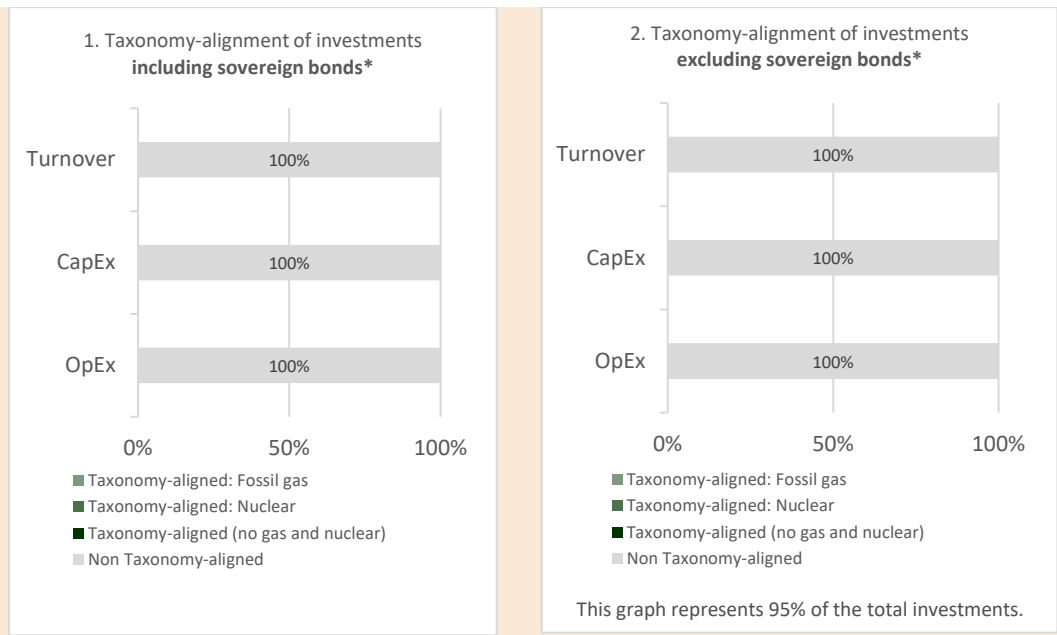 1. Taxonomy-alignment of investments
including sovereign bonds*
Turnover
100%
CapEx
100%
OpEx
100%
0% 50% 100%
Taxonomy-aligned: Fossil gas
Taxonomy-aligned: Nuclear
Taxonomy-aligned (no gas and nuclear)
Non Taxonomy-aligned
2. Taxonomy-alignment of investments
excluding sovereign bonds*
Turnover
100%
CapEx
100%
OpEx
100%
0% 50% 100%
Taxonomy-aligned: Fossil gas
Taxonomy-aligned: Nuclear
Taxonomy-aligned (no gas and nuclear)
Non Taxonomy-aligned
This graph represents 95% of the total investments.